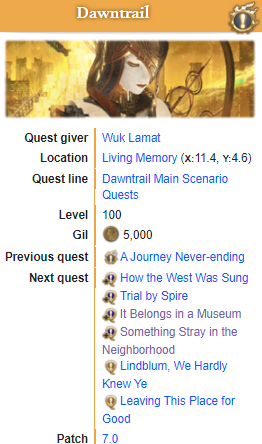 Dawntrail
Quest giver Wuk Lamat
Location Living Memory (X:11.4, Y:4.6)
Quest line Dawntrail Main Scenario
Quests
Level 100
Gil 5,000
Previous quest A Journey Never-ending
Next quest How the West Was Sung
Trial by Spire
It Belongs in a Museum
Something Stray in the
Neighborhood
Lindblum, We Hardly
Knew Ye
Leaving This Place for
Good
Patch 7.0